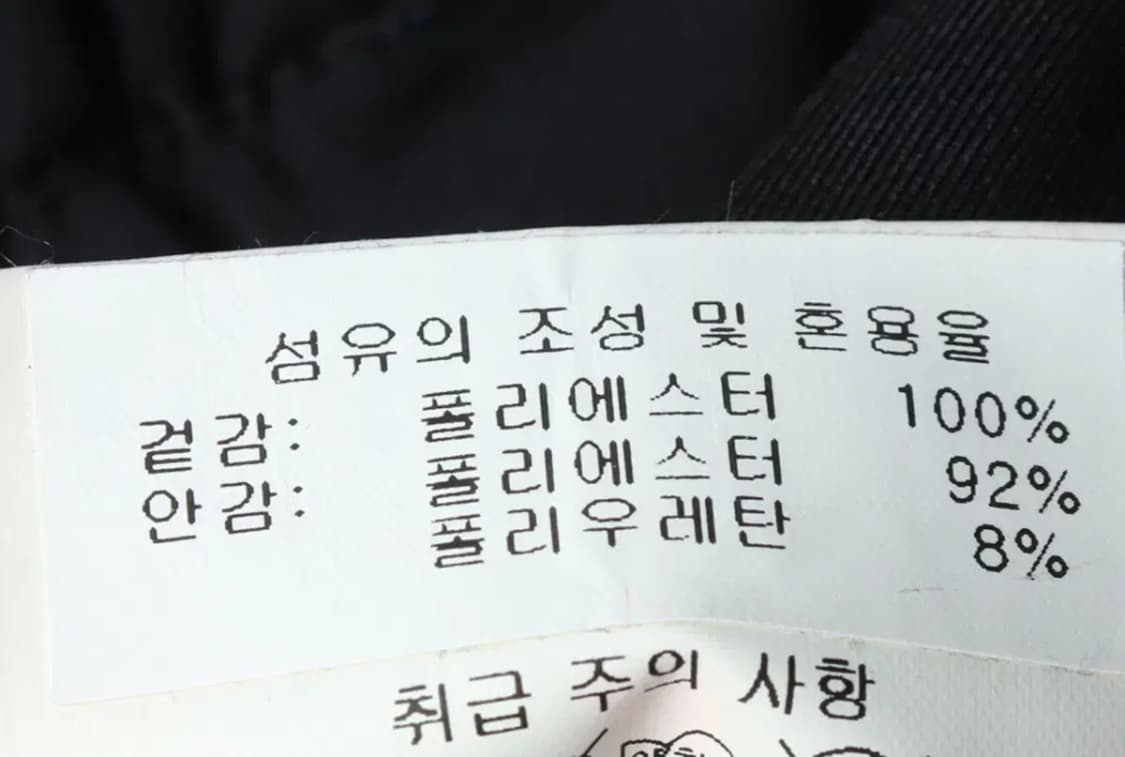 섬유의 조성 및 혼용율
겉감: 폴리에스터 100%
안감: 폴리에스터 92%
폴리우레탄 8%
취급 주의 사항